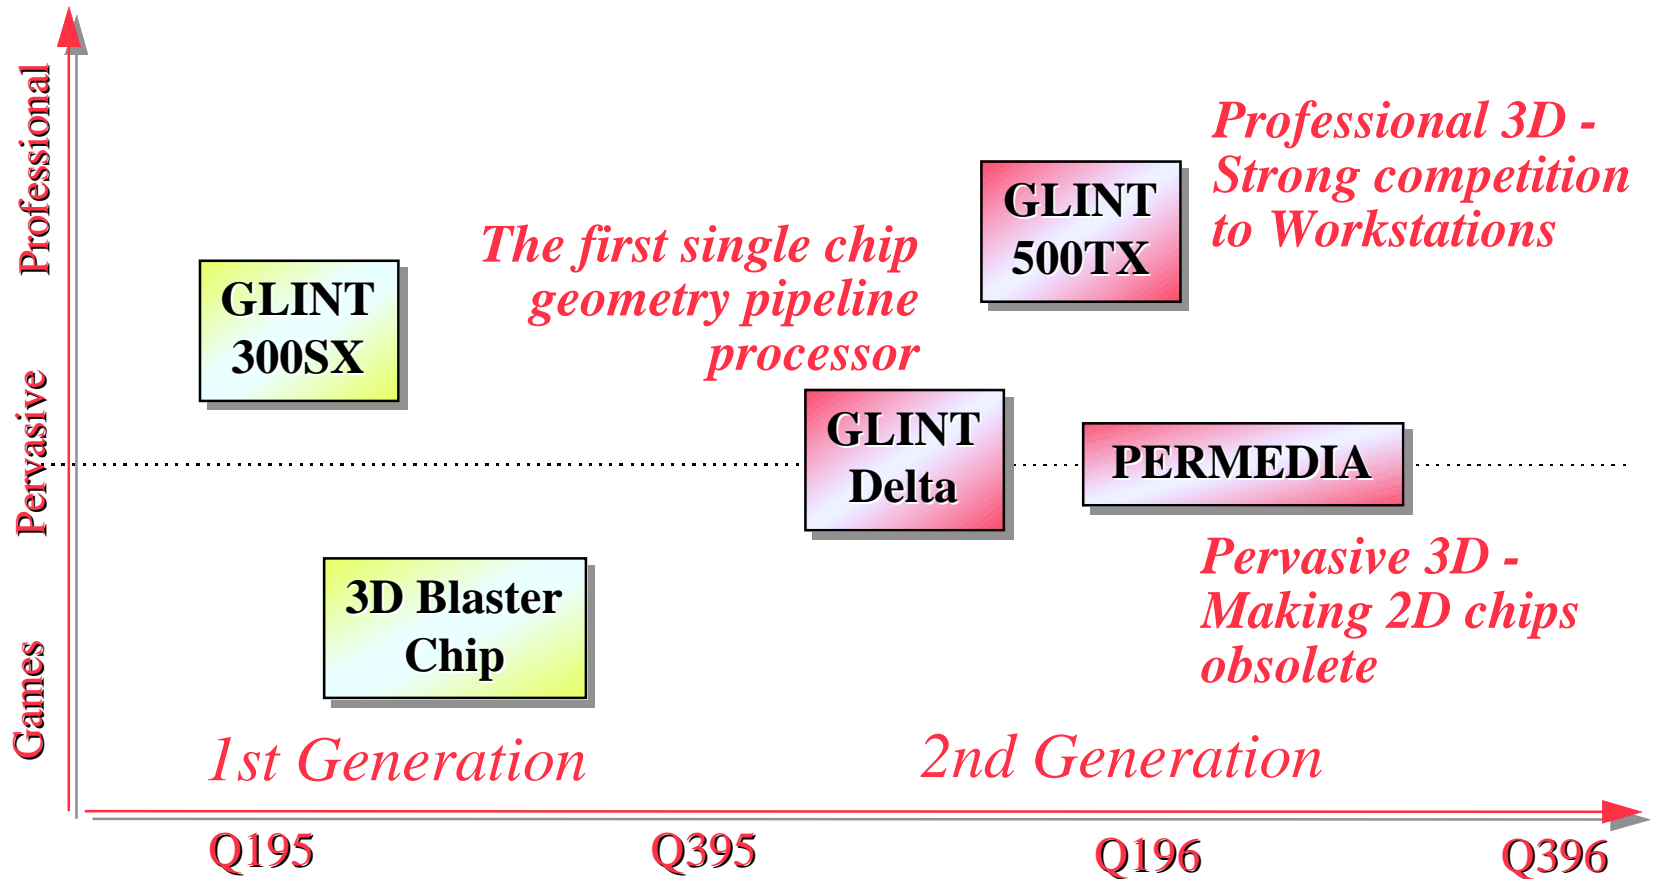 Professional
Pervasive
Games
GLINT
300SX
3D Blaster
Chip
1st Generation
The first single chip
geometry pipeline
processor
GLINT
Delta
GLINT
500TX
Professional 3D -
Strong competition
to Workstations
PERMEDIA
Pervasive 3D -
Making 2D chips
obsolete
2nd Generation
Q195
Q395
Q196
Q396